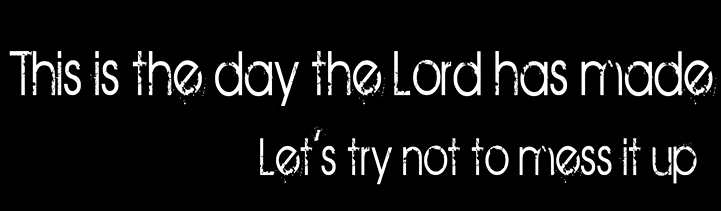 This is the day the Lord has made
Let's try not to mess it up